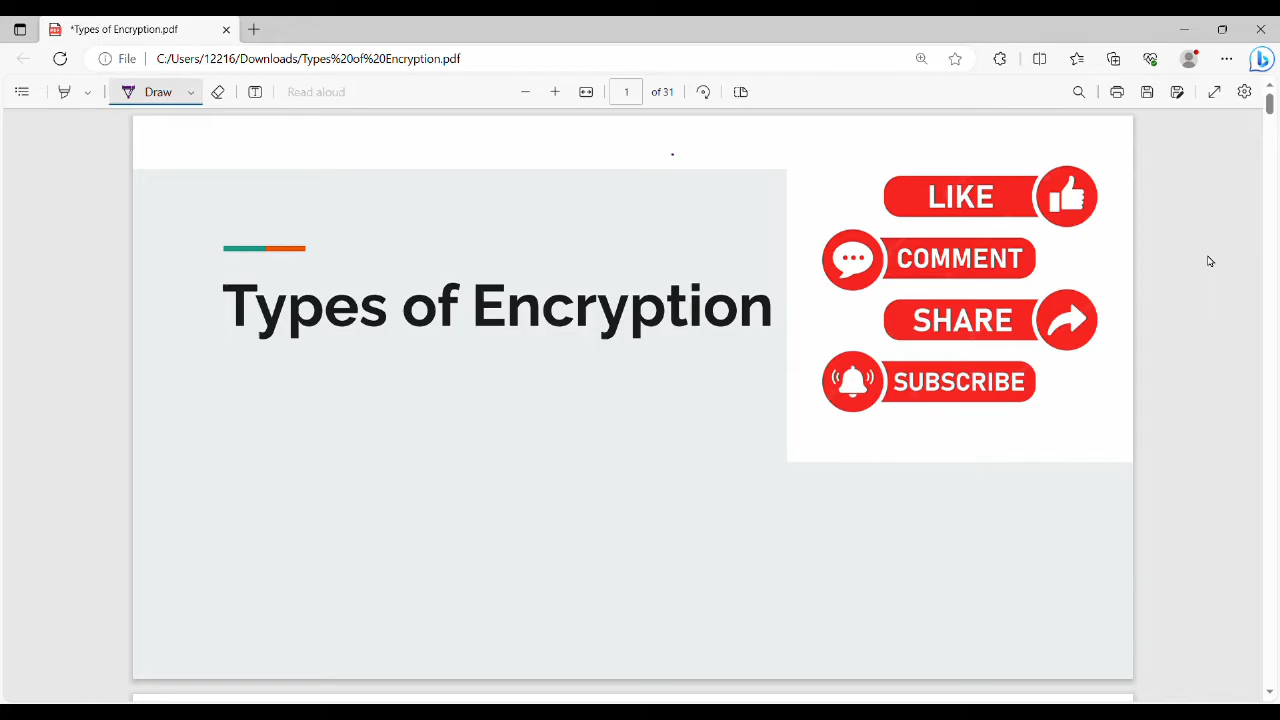 *Types of Encryption.pdf
File
C:/Users/12216/Downloads/Types%20of%20Encryption.pdf
Draw
Read aloud
1 of 31
LIKE
COMMENT
Types of Encryption
SHARE
SUBSCRIBE